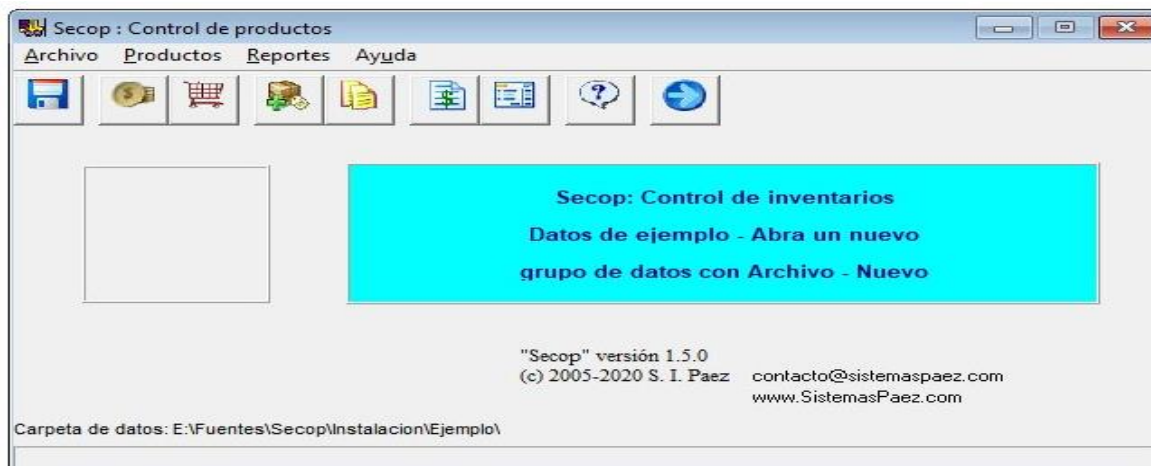 Secop : Control de productos
Archivo Productos Reportes Ayuda
Secop: Control de inventarios
Datos de ejemplo - Abra un nuevo
grupo de datos con Archivo - Nuevo
"Secop" versión 1.5.0
(c) 2005-2020 S. I. Paez contacto@sistemaspaez.com
www.SistemasPaez.com
Carpeta de datos: E:\Fuentes\Secop\Instalacion\Ejemplo\